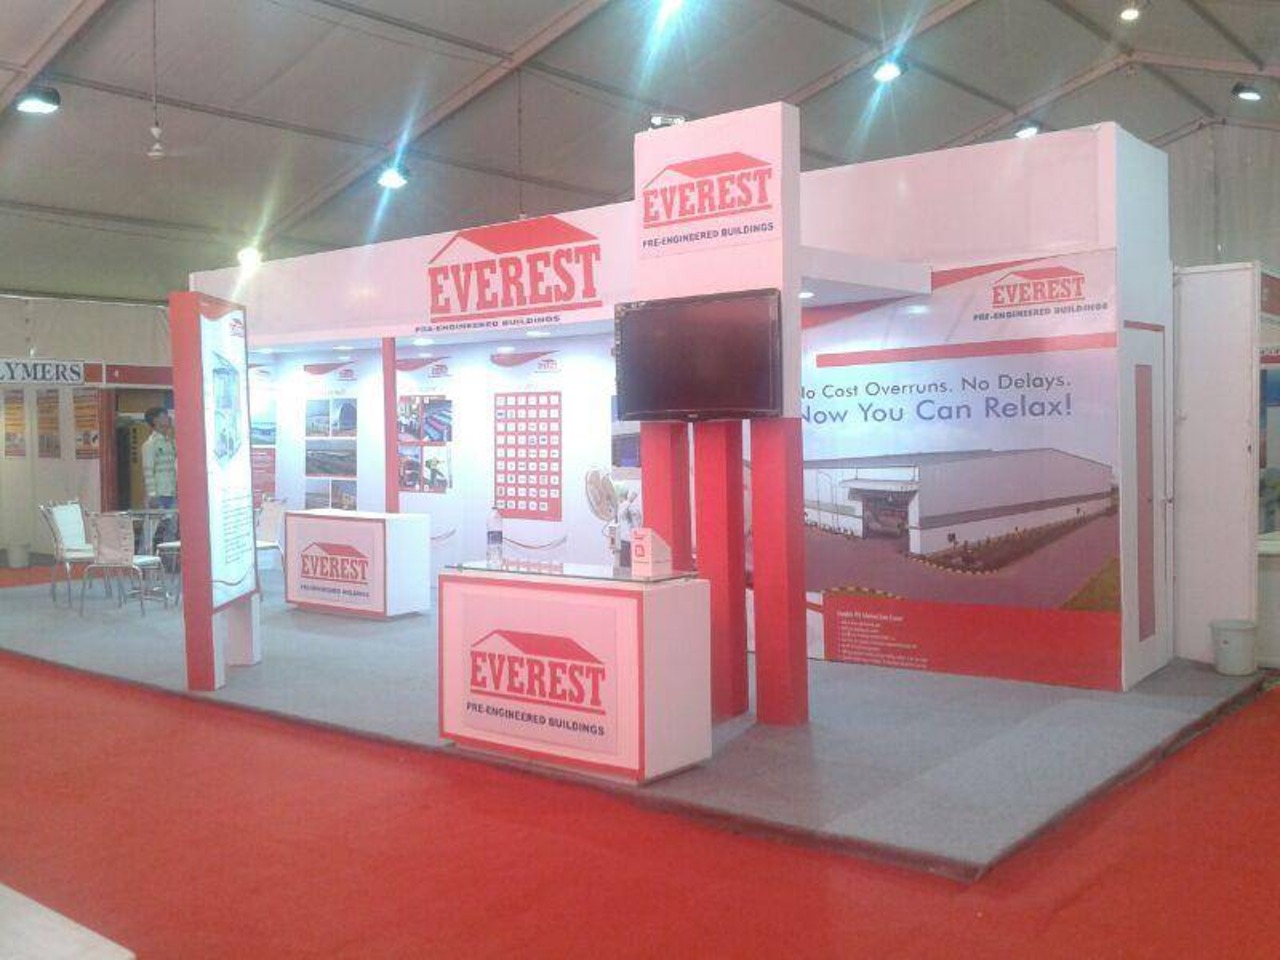 EVEREST
PRE-ENGINEERED BUILDINGS
EVEREST
PRE-ENGINEERED BUILDINGS
EVEREST
PRE-ENGINEERED BUILDINGS
LYMERS
4
No Cost Overruns. No Delays.
Now You Can Relax!
EVEREST
PRE-ENGINEERED BUILDINGS
EVEREST
PRE-ENGINEERED BUILDINGS